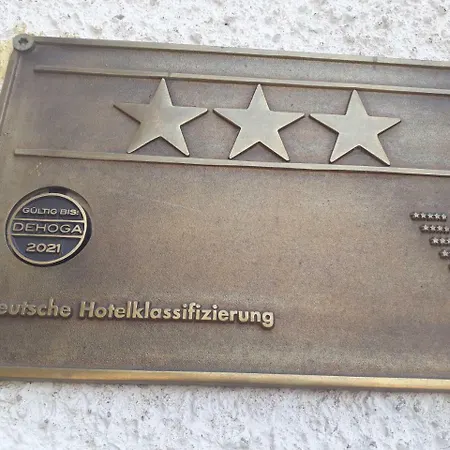 GÜLTIG BIS:
DEHOGA
2021
eutsche Hotelklassifizierung